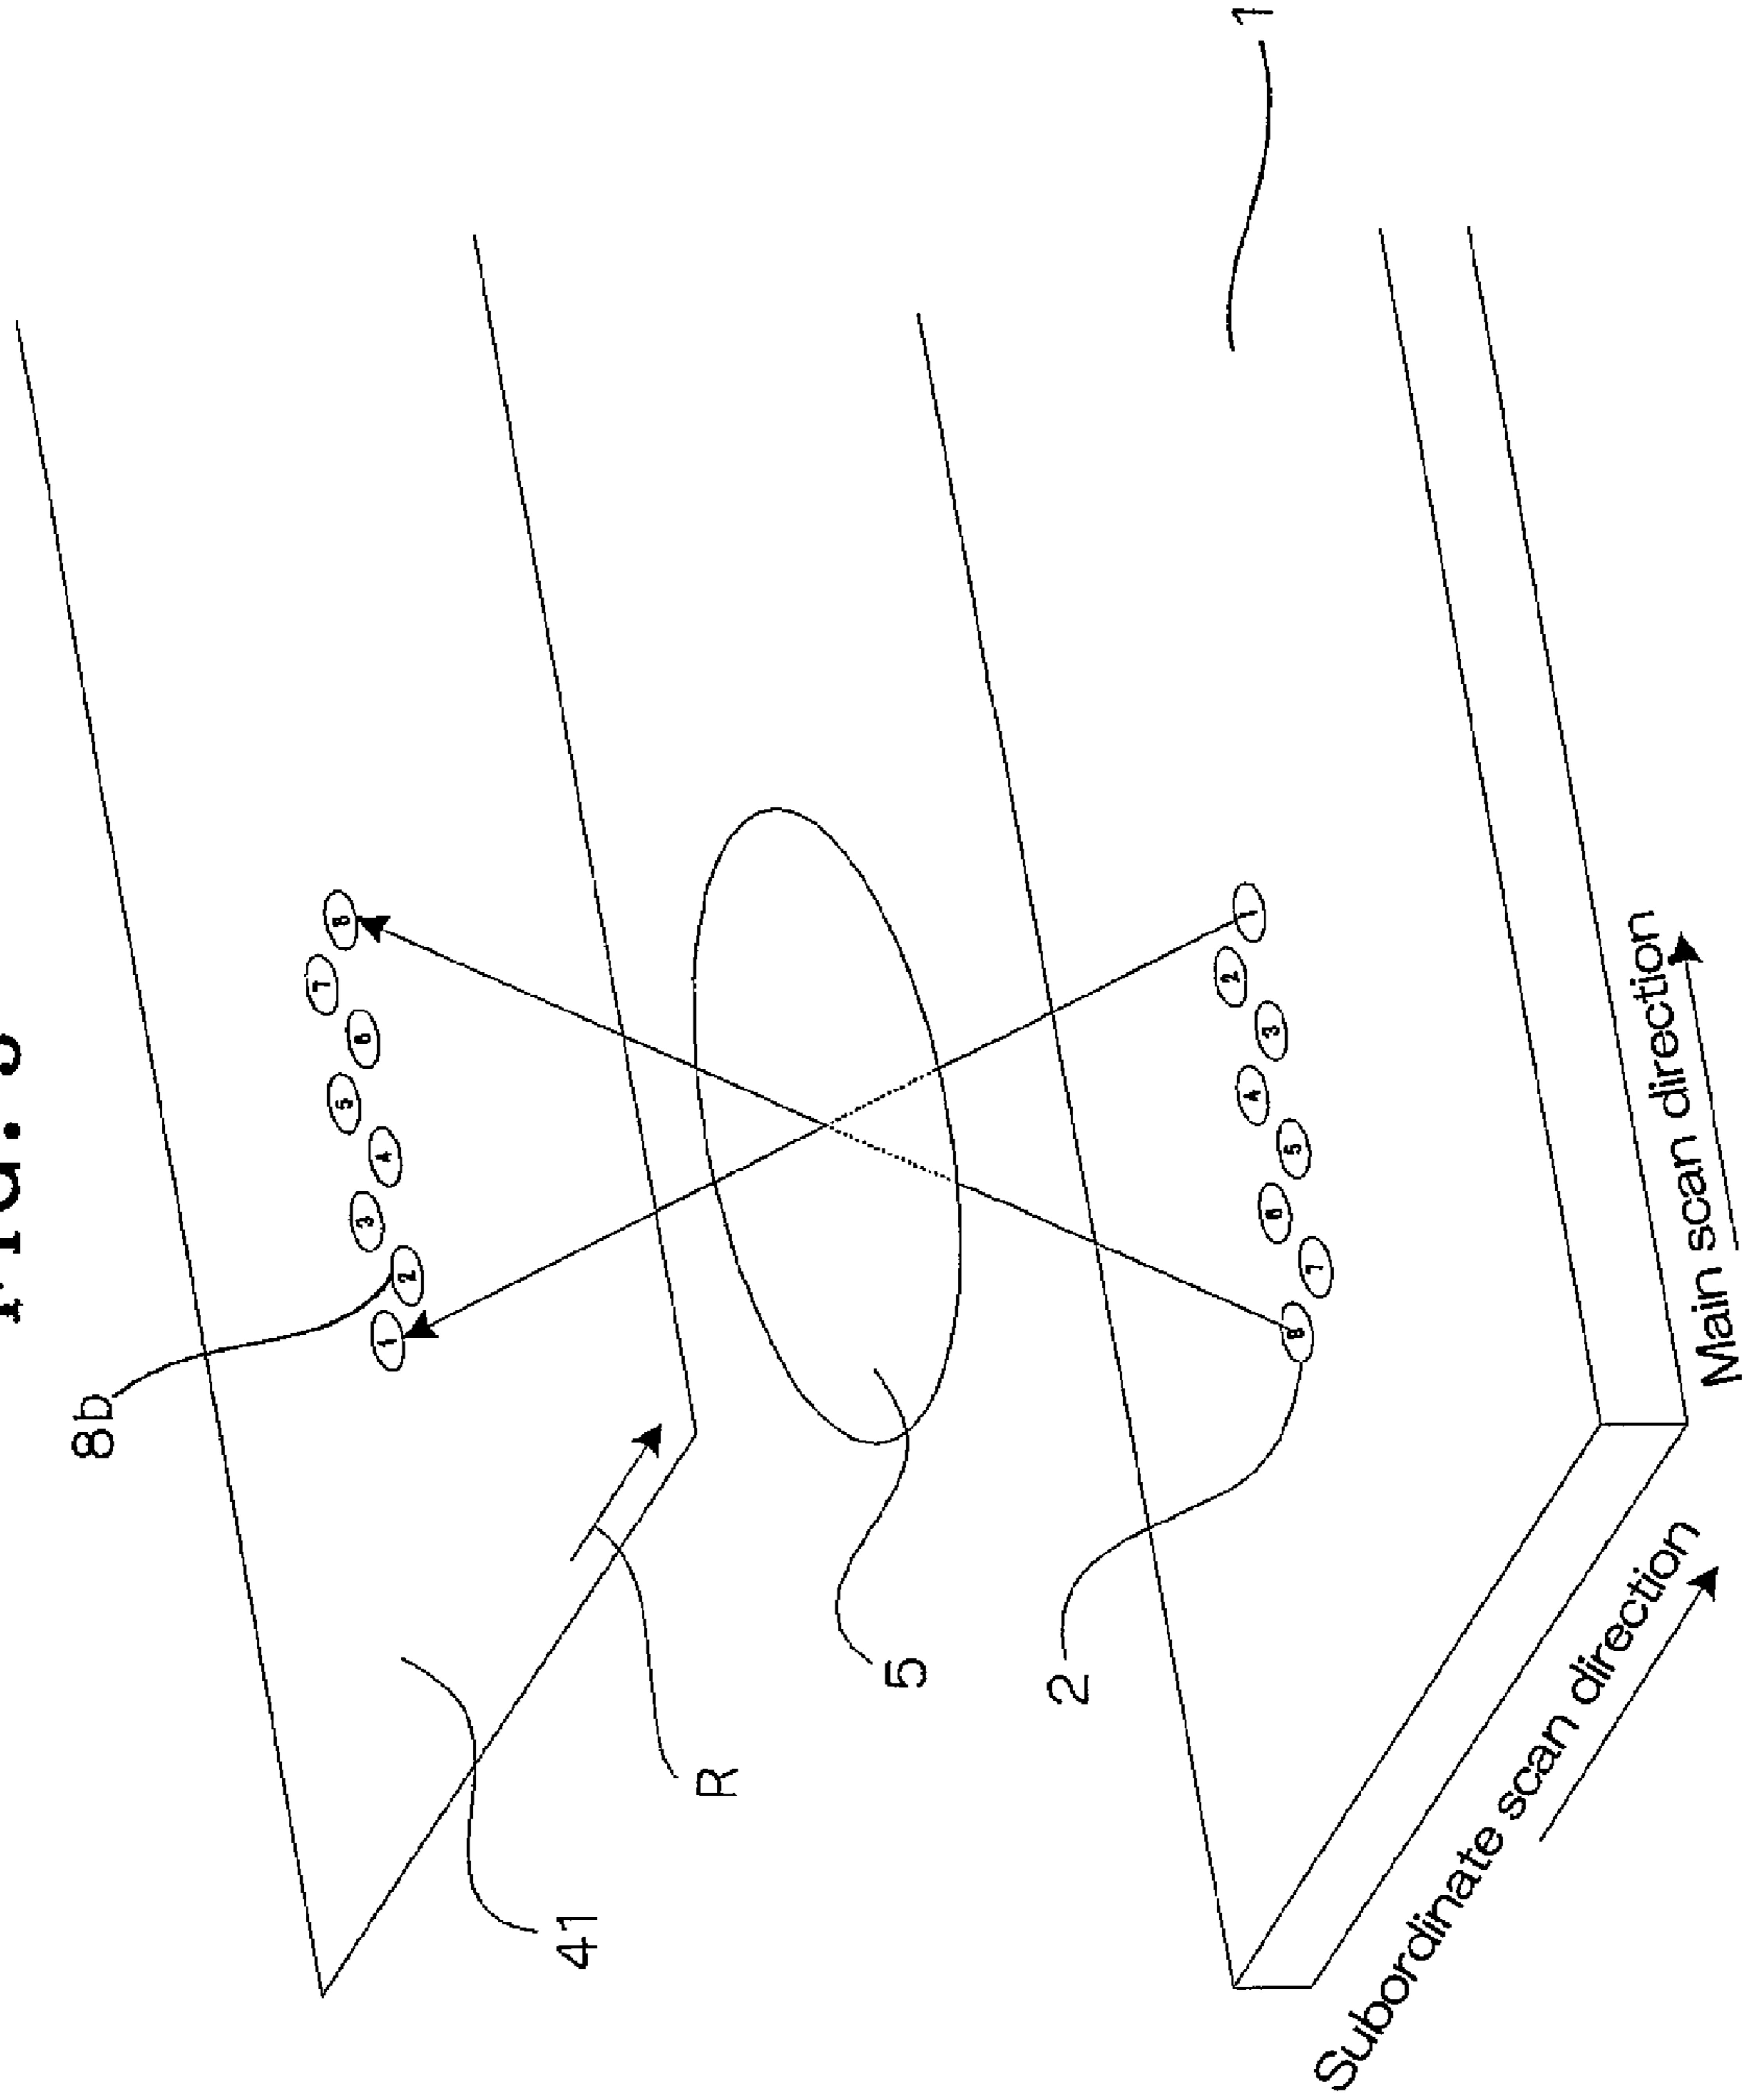 FIG.
8b
1 2 3 4 5 6 7 8
41
R
5
2
1
8 7 6 5 4 3 2 1
Subordinate scan direction
Main scan direction